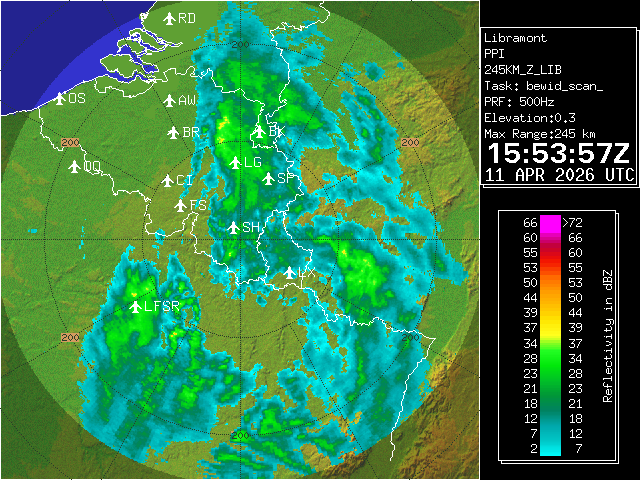 RD
200
OS
AW
BR
BK
200
200
LG
CI
SP
FS
SH
LX
LFSR
200
200
200
Libramont
PPI
245KM_Z_LIB
Task: bewid_scan_
PRF: 500Hz
Elevation:0.3
Max Range:245 km
15:53:57Z
11 APR 2026 UTC
66 >72
60 66
55 60
53 55
50 53
44 50
39 44
37 39
34 37
28 34
23 28
21 23
18 21
12 18
7 12
2 7
Reflectivity in dBZ